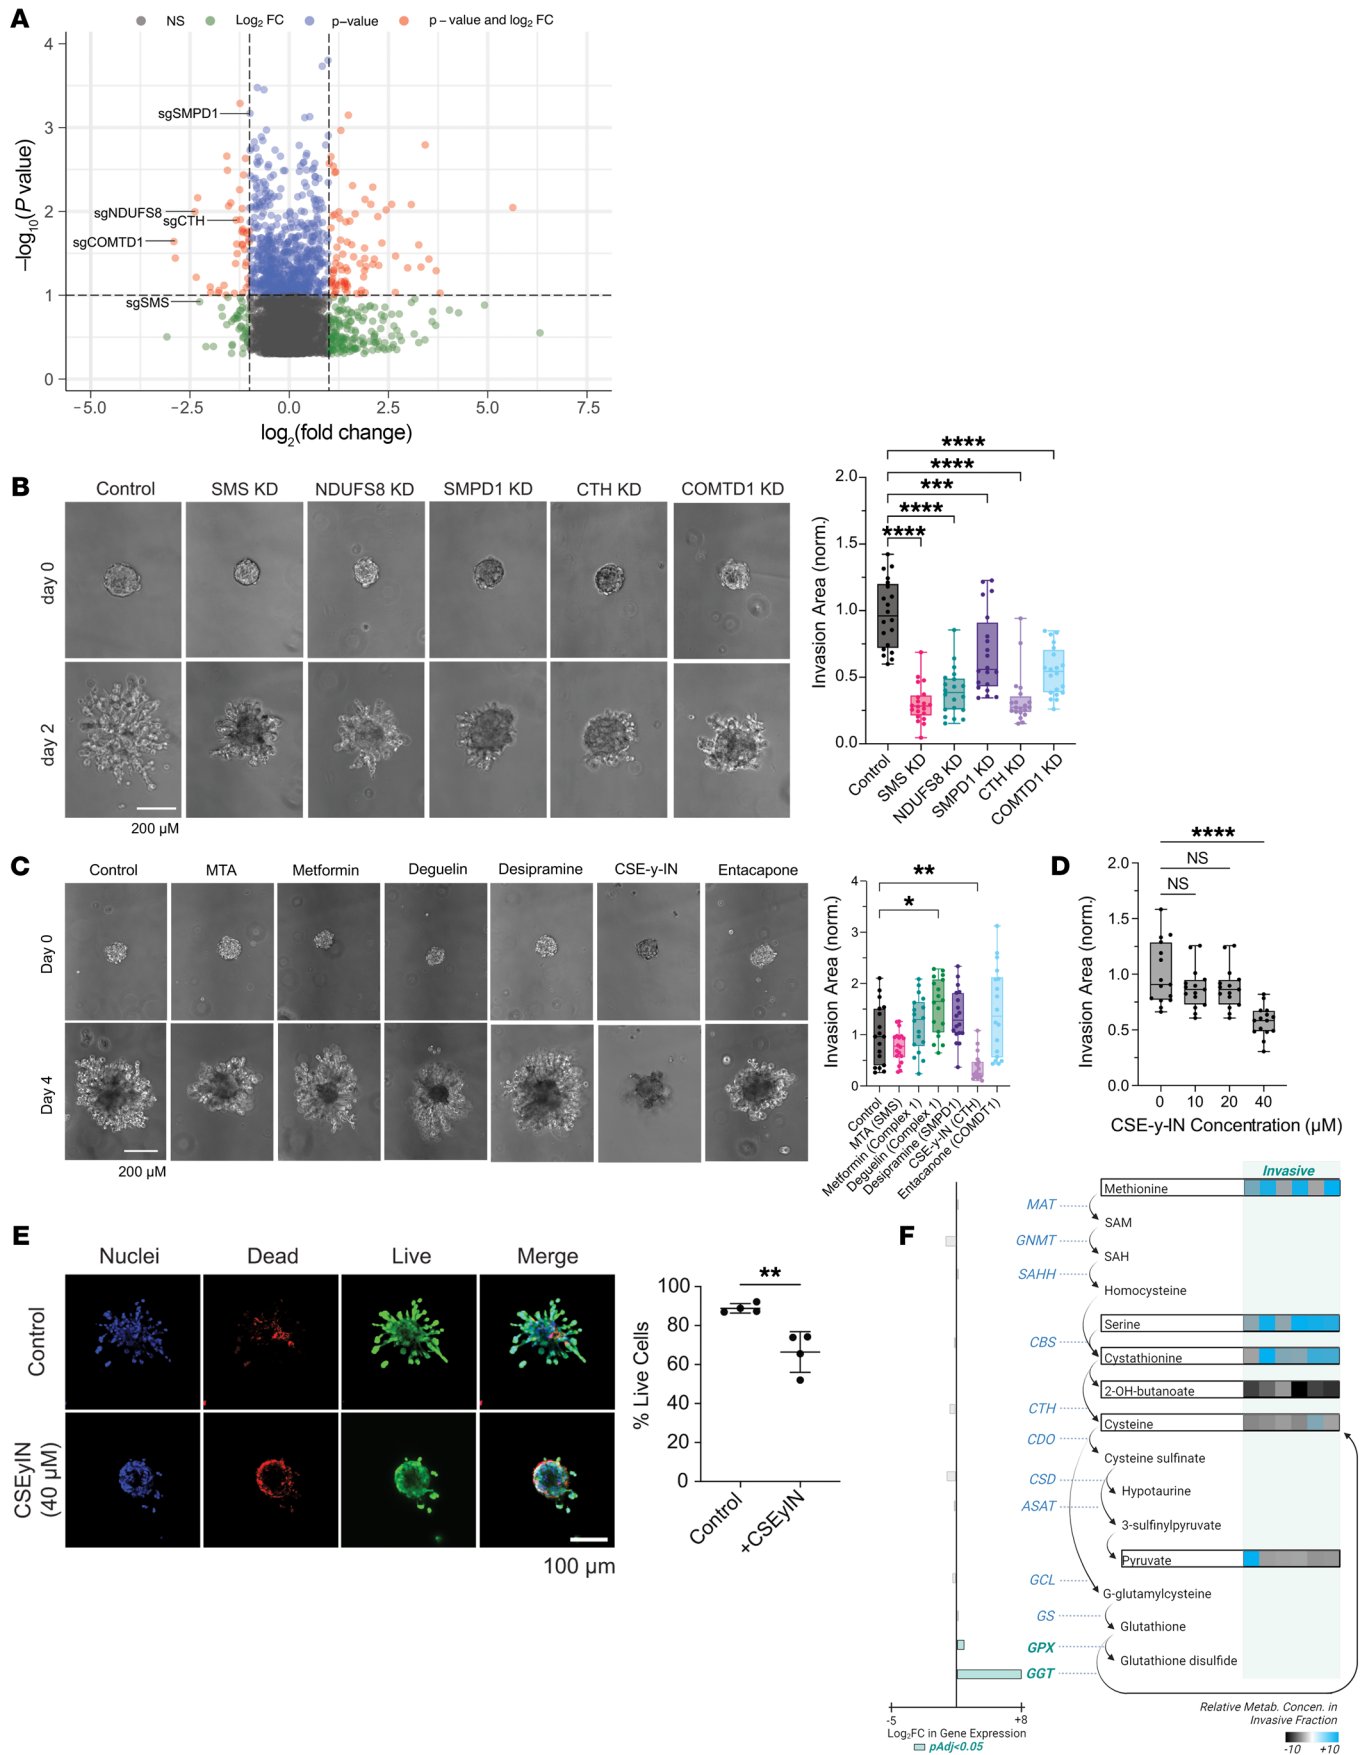 A
NS
Log2 FC
p–value
p – value and log2 FC
–log10(P value)
4
3
2
1
0
sgSMPD1
sgNDUFS8
sgCTH
sgCOMTD1
sgSMS
−5.0
−2.5
0.0
2.5
5.0
7.5
log2(fold change)
B
Control
SMS KD
NDUFS8 KD
SMPD1 KD
CTH KD
COMTD1 KD
day 0
day 2
200 µM
Invasion Area (norm.)
2.0
1.5
1.0
0.5
0.0
****
****
***
****
****
Control
SMS KD
NDUFS8 KD
SMPD1 KD
CTH KD
COMTD1 KD
C
Control
MTA
Metformin
Deguelin
Desipramine
CSE-y-IN
Entacapone
Day 0
Day 4
200 µM
Invasion Area (norm.)
4
3
2
1
0
**
*
Control
MTA (SMS)
Metformin (Complex 1)
Deguelin (Complex 1)
Desipramine (SMPD1)
CSE-y-IN (CTH)
Entacapone (COMDT1)
D
****
NS
NS
Invasion Area (norm.)
2.0
1.5
1.0
0.5
0.0
0
10
20
40
CSE-y-IN Concentration (µM)
E
Nuclei
Dead
Live
Merge
Control
CSEyIN
(40 µM)
100 µm
% Live Cells
100
80
60
40
20
0
**
Control
+CSEyIN
F
Invasive
MAT
GNMT
SAHH
CBS
CTH
CDO
CSD
ASAT
GCL
GS
GPX
GGT
Methionine
SAM
SAH
Homocysteine
Serine
Cystathionine
2-OH-butanoate
Cysteine
Cysteine sulfinate
Hypotaurine
3-sulfinylpyruvate
Pyruvate
G-glutamylcysteine
Glutathione
Glutathione disulfide
-5
+8
Log2FC in Gene Expression
pAdj<0.05
Relative Metab. Concen. in
Invasive Fraction
-10
+10